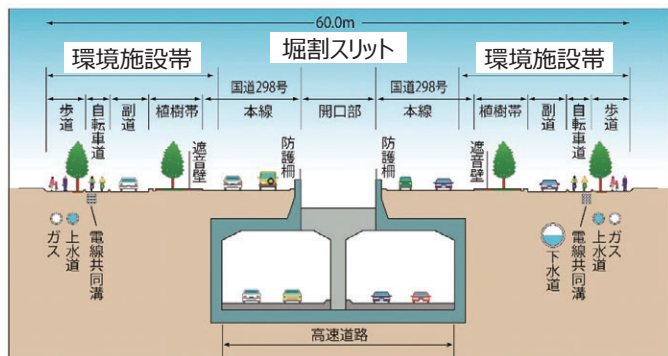 60.0m
環境施設帯
堀割スリット
環境施設帯
国道298号
国道298号
歩道
自転車道
副道
植樹帯
本線
開口部
本線
植樹帯
副道
自転車道
歩道
遮音壁
防護柵
防護柵
遮音壁
ガス
上水道
電線共同溝
下水道
電線共同溝
上水道
ガス
高速道路